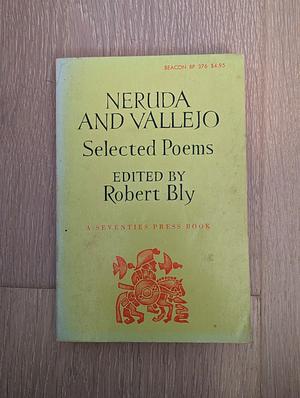 BEACON BP 376 $4.95
NERUDA
AND VALLEJO
Selected Poems
EDITED BY
Robert Bly
A SEVENTIES PRESS BOOK